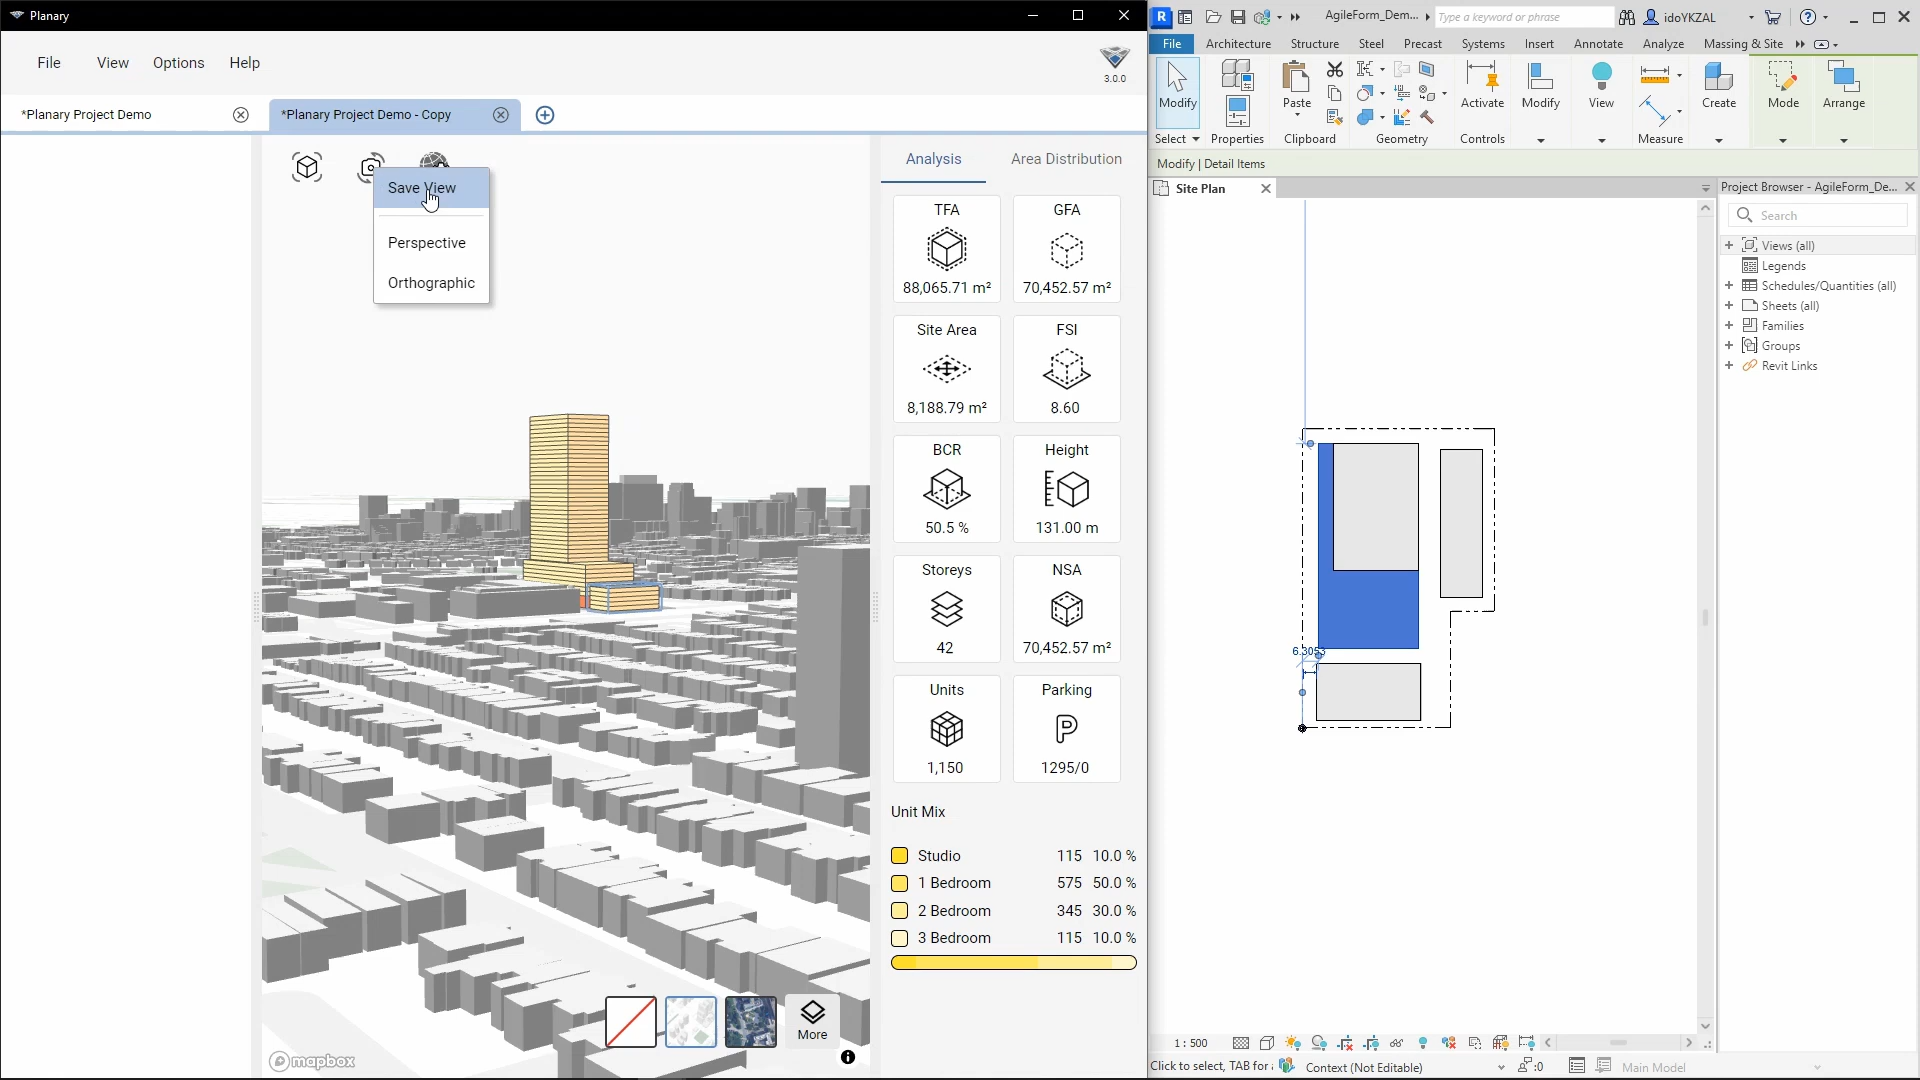 Planary
File View Options Help
3.0.0
*Planary Project Demo
*Planary Project Demo - Copy
Save View
Perspective
Orthographic
Analysis
Area Distribution
TFA
88,065.71 m²
GFA
70,452.57 m²
Site Area
8,188.79 m²
FSI
8.60
BCR
50.5 %
Height
131.00 m
Storeys
42
NSA
70,452.57 m²
Units
1,150
Parking
1295/0
Unit Mix
Studio 115 10.0 %
1 Bedroom 575 50.0 %
2 Bedroom 345 30.0 %
3 Bedroom 115 10.0 %
More
mapbox
R
AgileForm_Dem...
Type a keyword or phrase
idoYKZAL
File Architecture Structure Steel Precast Systems Insert Annotate Analyze Massing & Site
Modify
Paste
Activate
Modify
View
Create
Mode
Arrange
Select Properties Clipboard Geometry Controls Measure
Modify | Detail Items
Site Plan
Project Browser - AgileForm_De...
Search
Views (all)
Legends
Schedules/Quantities (all)
Sheets (all)
Families
Groups
Revit Links
6.3053
1 : 500
Click to select, TAB for a
Context (Not Editable)
:0
Main Model